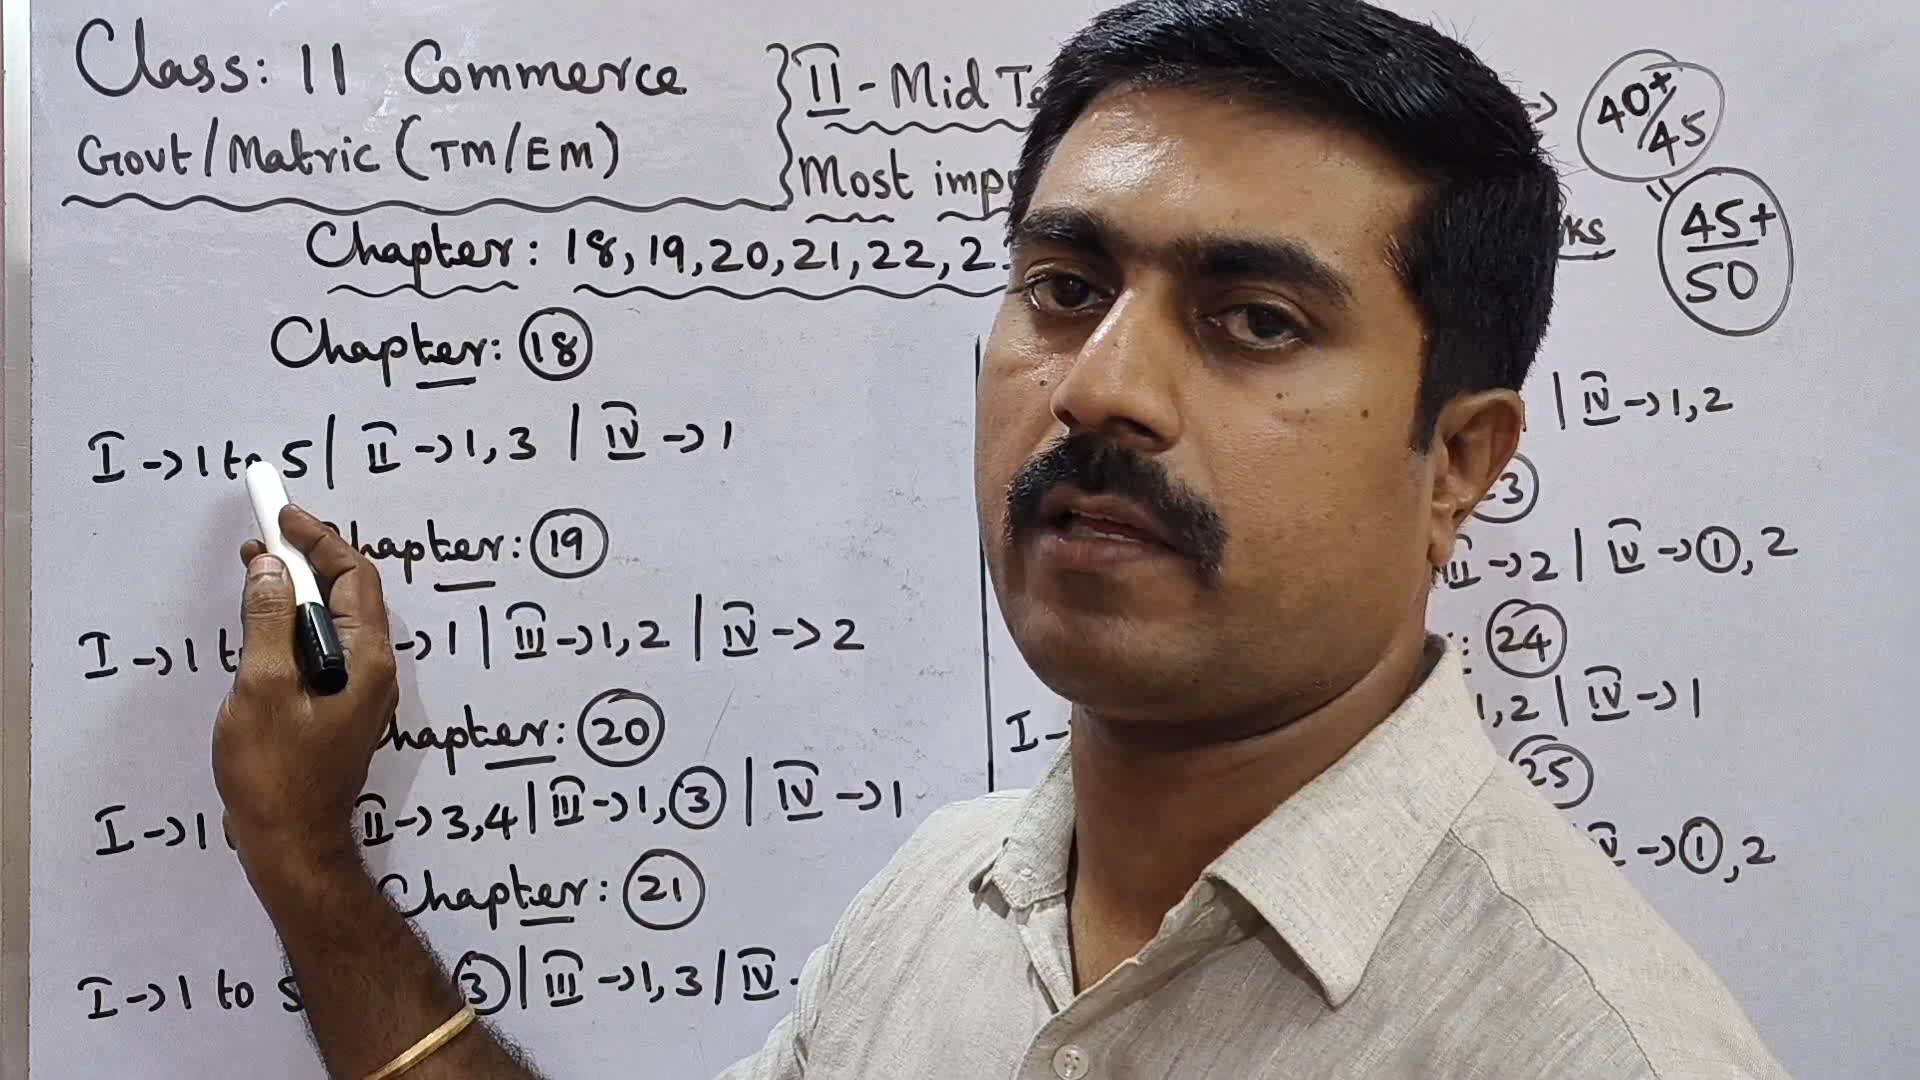 Class: 11 Commerce
Govt/Matric (TM/EM)
II - Mid
Most
40+/45
45+
50
Chapter: 18, 19, 20, 21, 22,
Chapter: 18
I → 1 to 5 | II → 1, 3 | IV → 1
Chapter: 19
I → 1 → 1 | III → 1, 2 | IV → 2
Chapter: 20
I → 1 II → 3, 4 | III → 1, 3 | IV → 1
Chapter: 21
I → 1 to 5 3 | III → 1, 3 | IV
| IV → 1, 2
3
III → 2 | IV → 1, 2
: 24
I - 1, 2 | IV → 1
25
IV → 1, 2